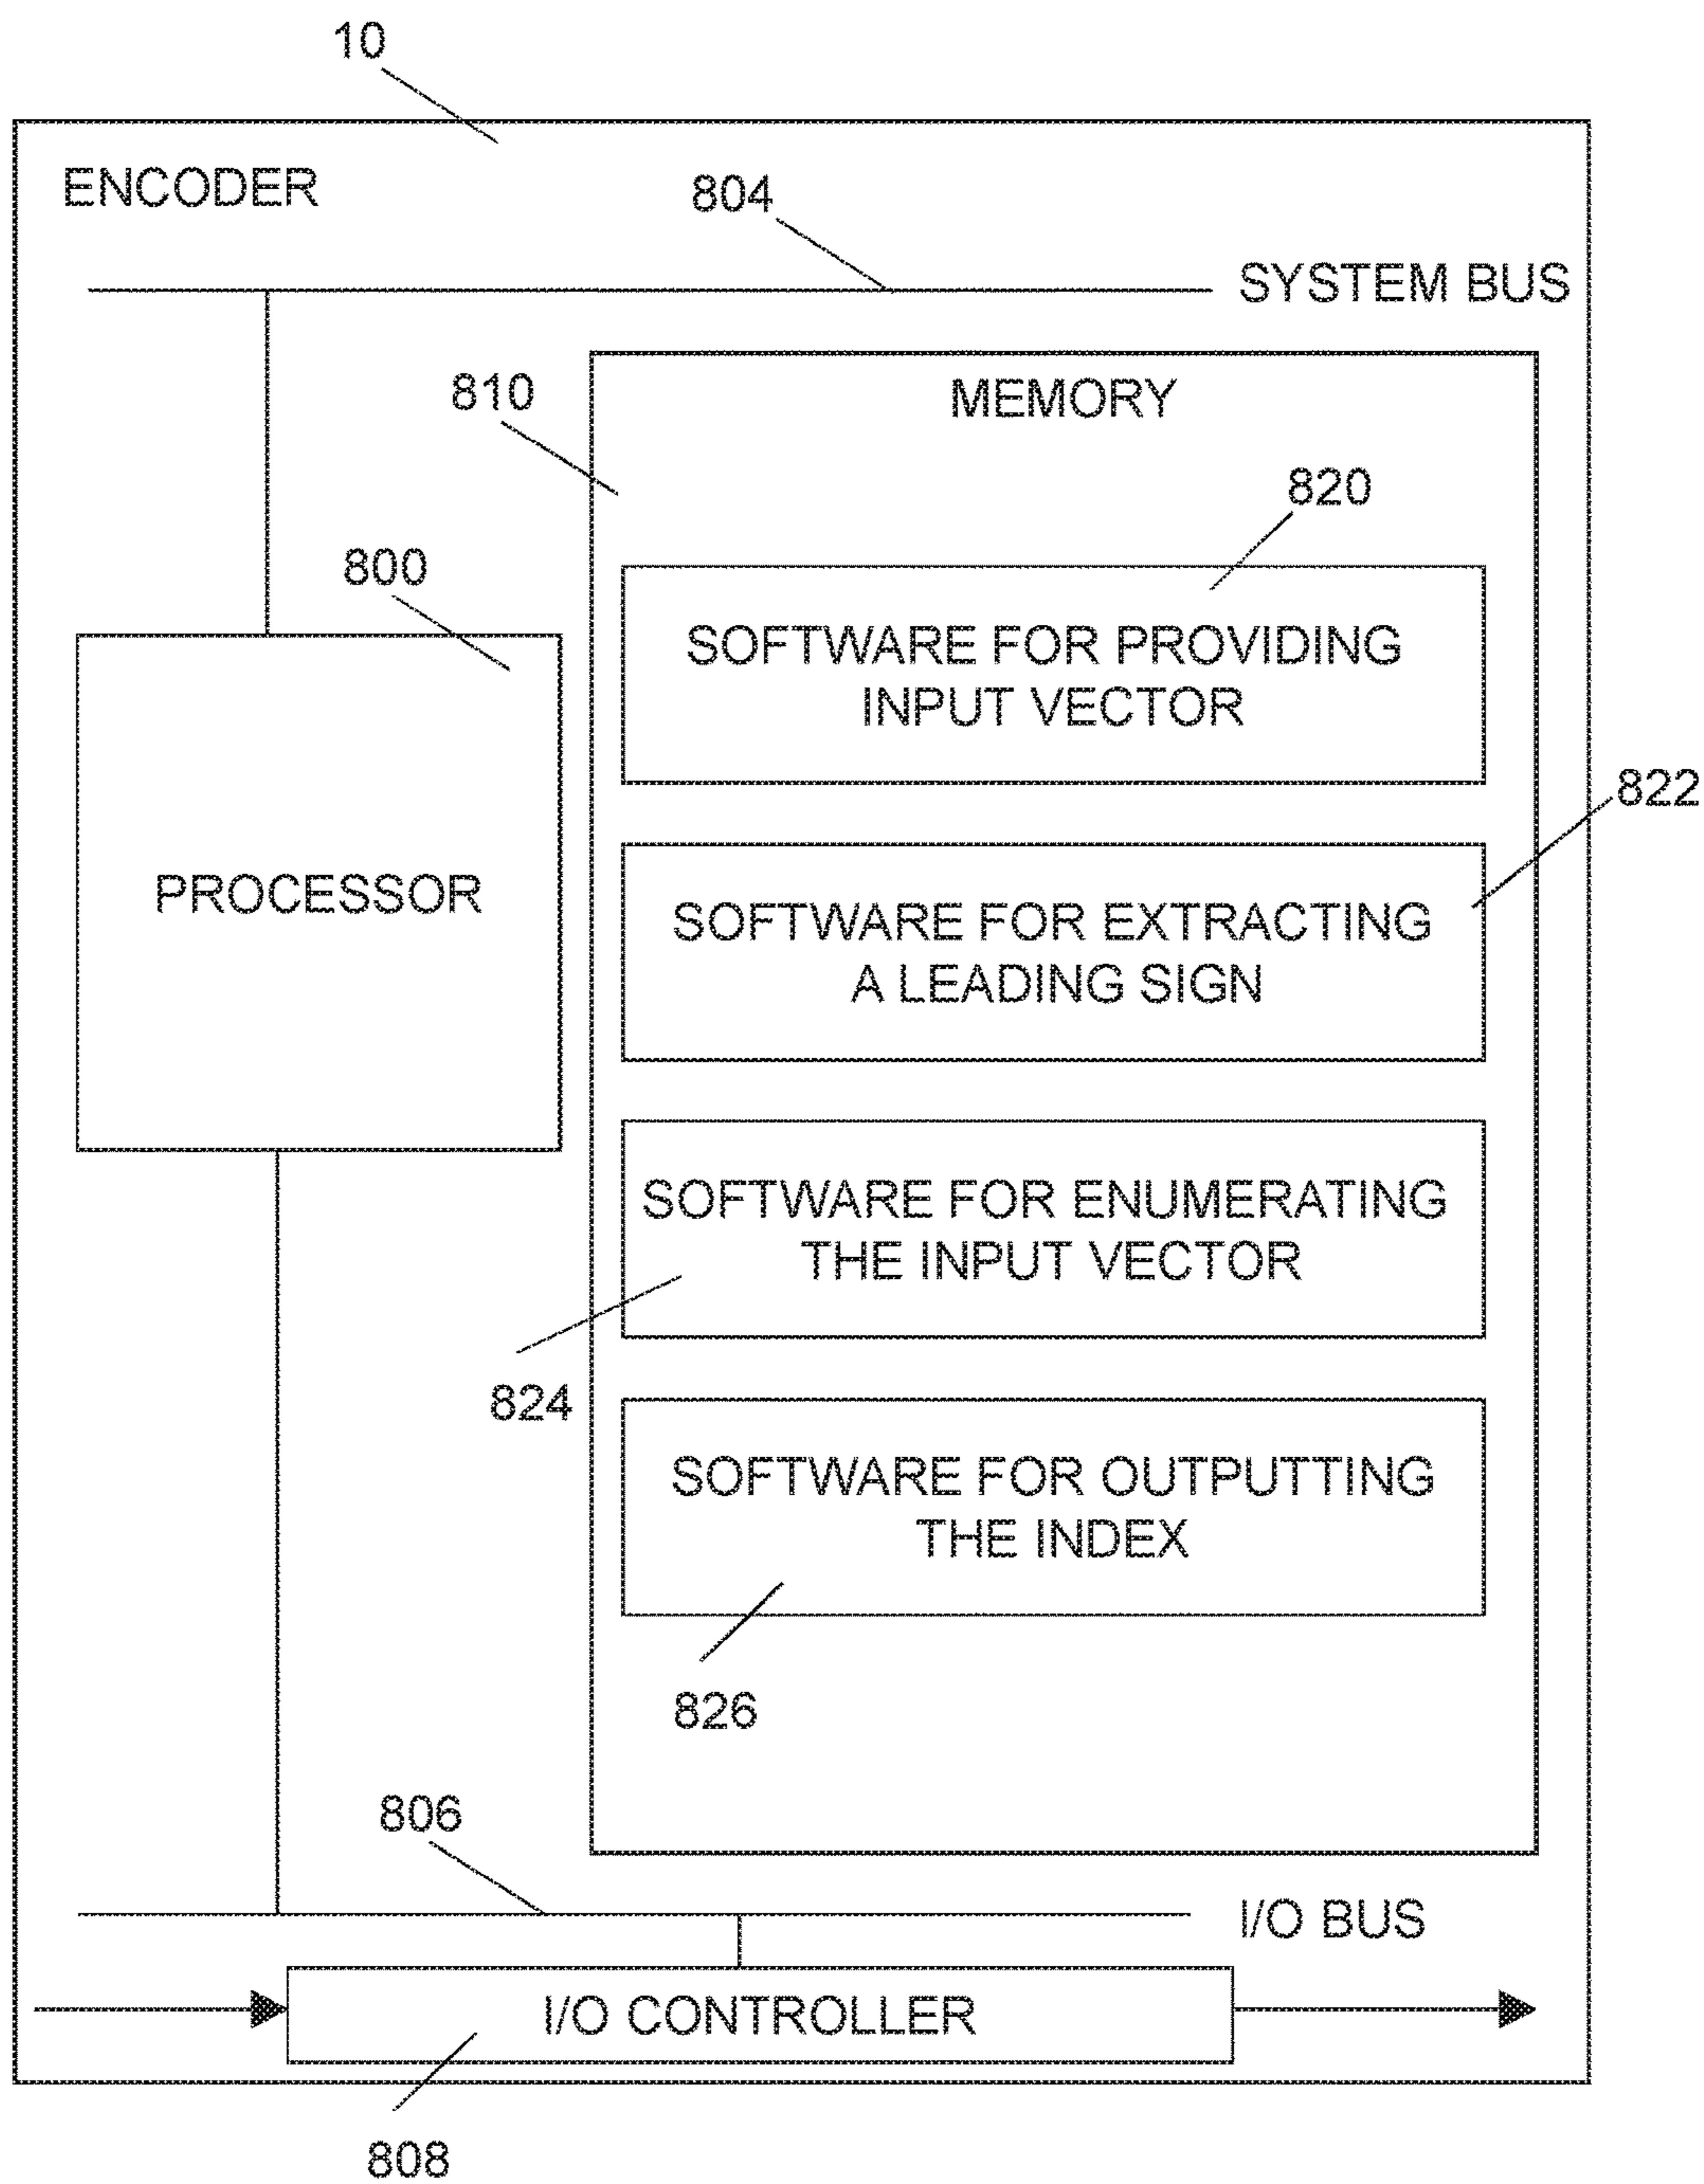 10
ENCODER
804
SYSTEM BUS
810
MEMORY
820
800
SOFTWARE FOR PROVIDING
INPUT VECTOR
822
PROCESSOR
SOFTWARE FOR EXTRACTING
A LEADING SIGN
SOFTWARE FOR ENUMERATING
THE INPUT VECTOR
824
SOFTWARE FOR OUTPUTTING
THE INDEX
826
806
I/O BUS
I/O CONTROLLER
808